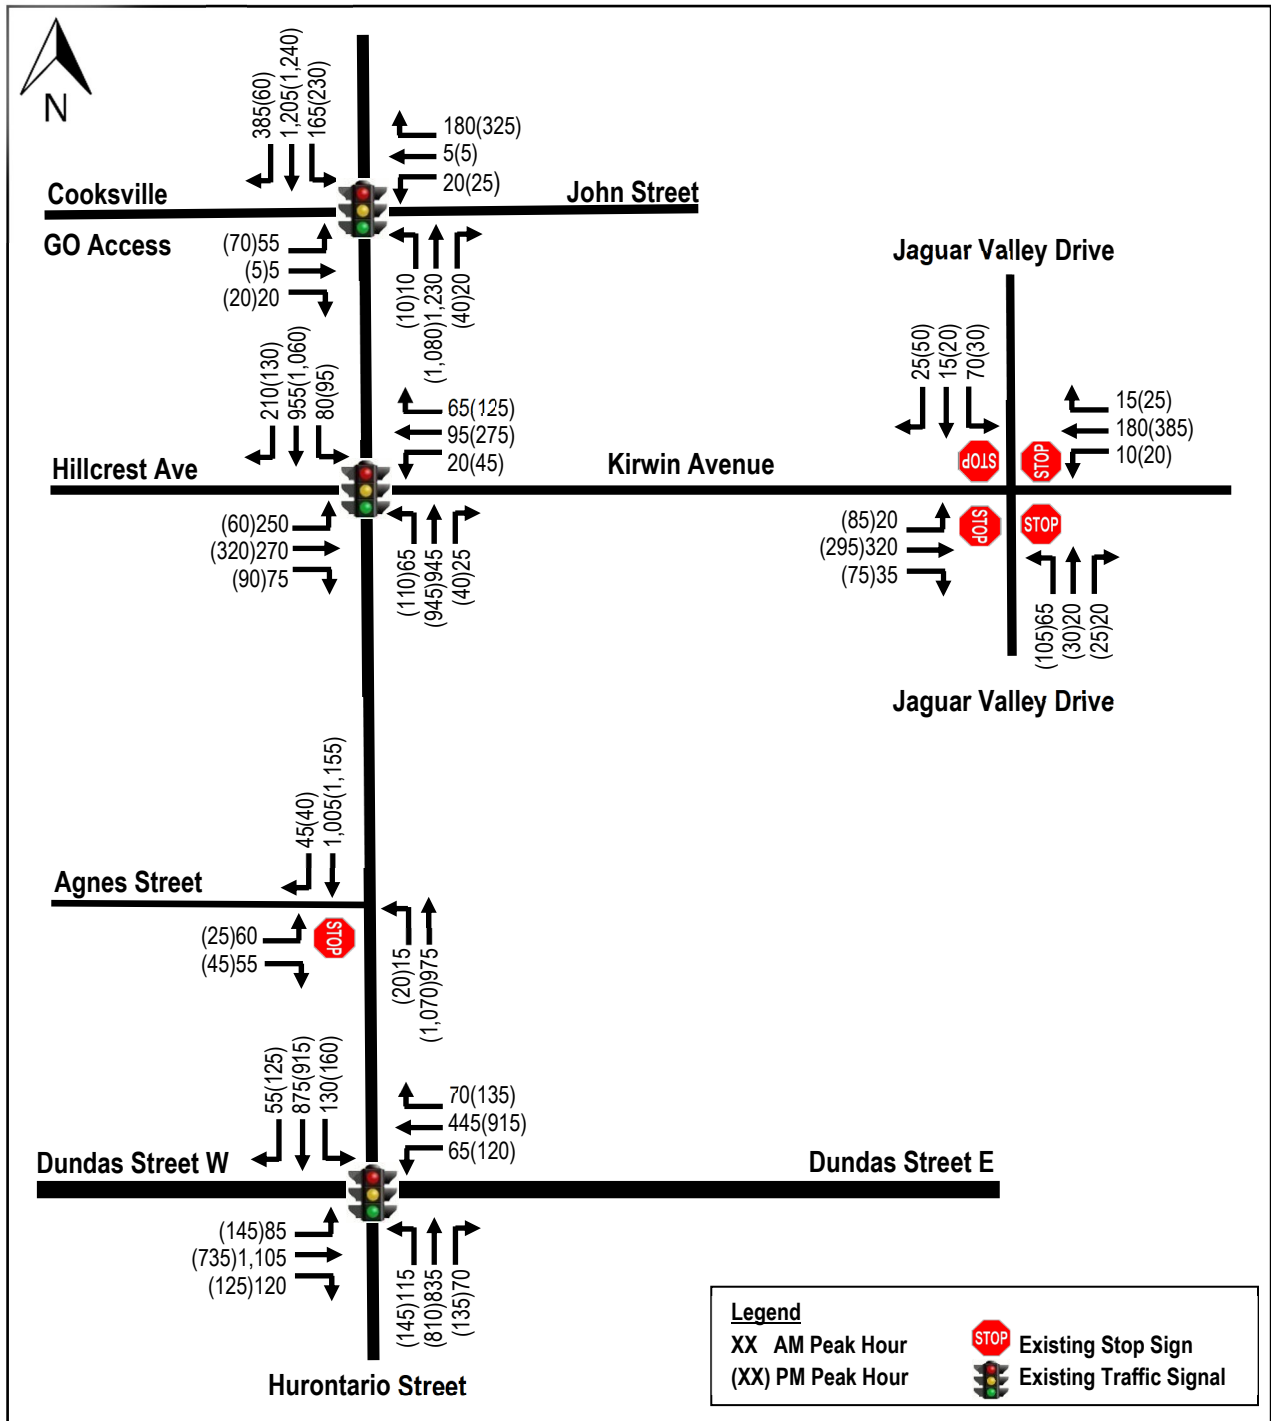 N
385(60)
1,205(1,240)
165(230)
180(325)
5(5)
20(25)
Cooksville
John Street
GO Access
(70)55
(5)5
(20)20
(10)10
(1,080)1,230
(40)20
Jaguar Valley Drive
210(130)
955(1,060)
80(95)
65(125)
95(275)
20(45)
25(50)
15(20)
70(30)
15(25)
180(385)
10(20)
Hillcrest Ave
Kirwin Avenue
STOP
STOP
(60)250
(320)270
(90)75
(110)65
(945)945
(40)25
(85)20
(295)320
(75)35
STOP
STOP
(105)65
(30)20
(25)20
Jaguar Valley Drive
45(40)
1,005(1,155)
Agnes Street
(25)60
(45)55
STOP
(20)15
(1,070)975
55(125)
875(915)
130(160)
70(135)
445(915)
65(120)
Dundas Street W
Dundas Street E
(145)85
(735)1,105
(125)120
(145)115
(810)835
(135)70
Hurontario Street
Legend
XX AM Peak Hour
STOP Existing Stop Sign
(XX) PM Peak Hour
Existing Traffic Signal